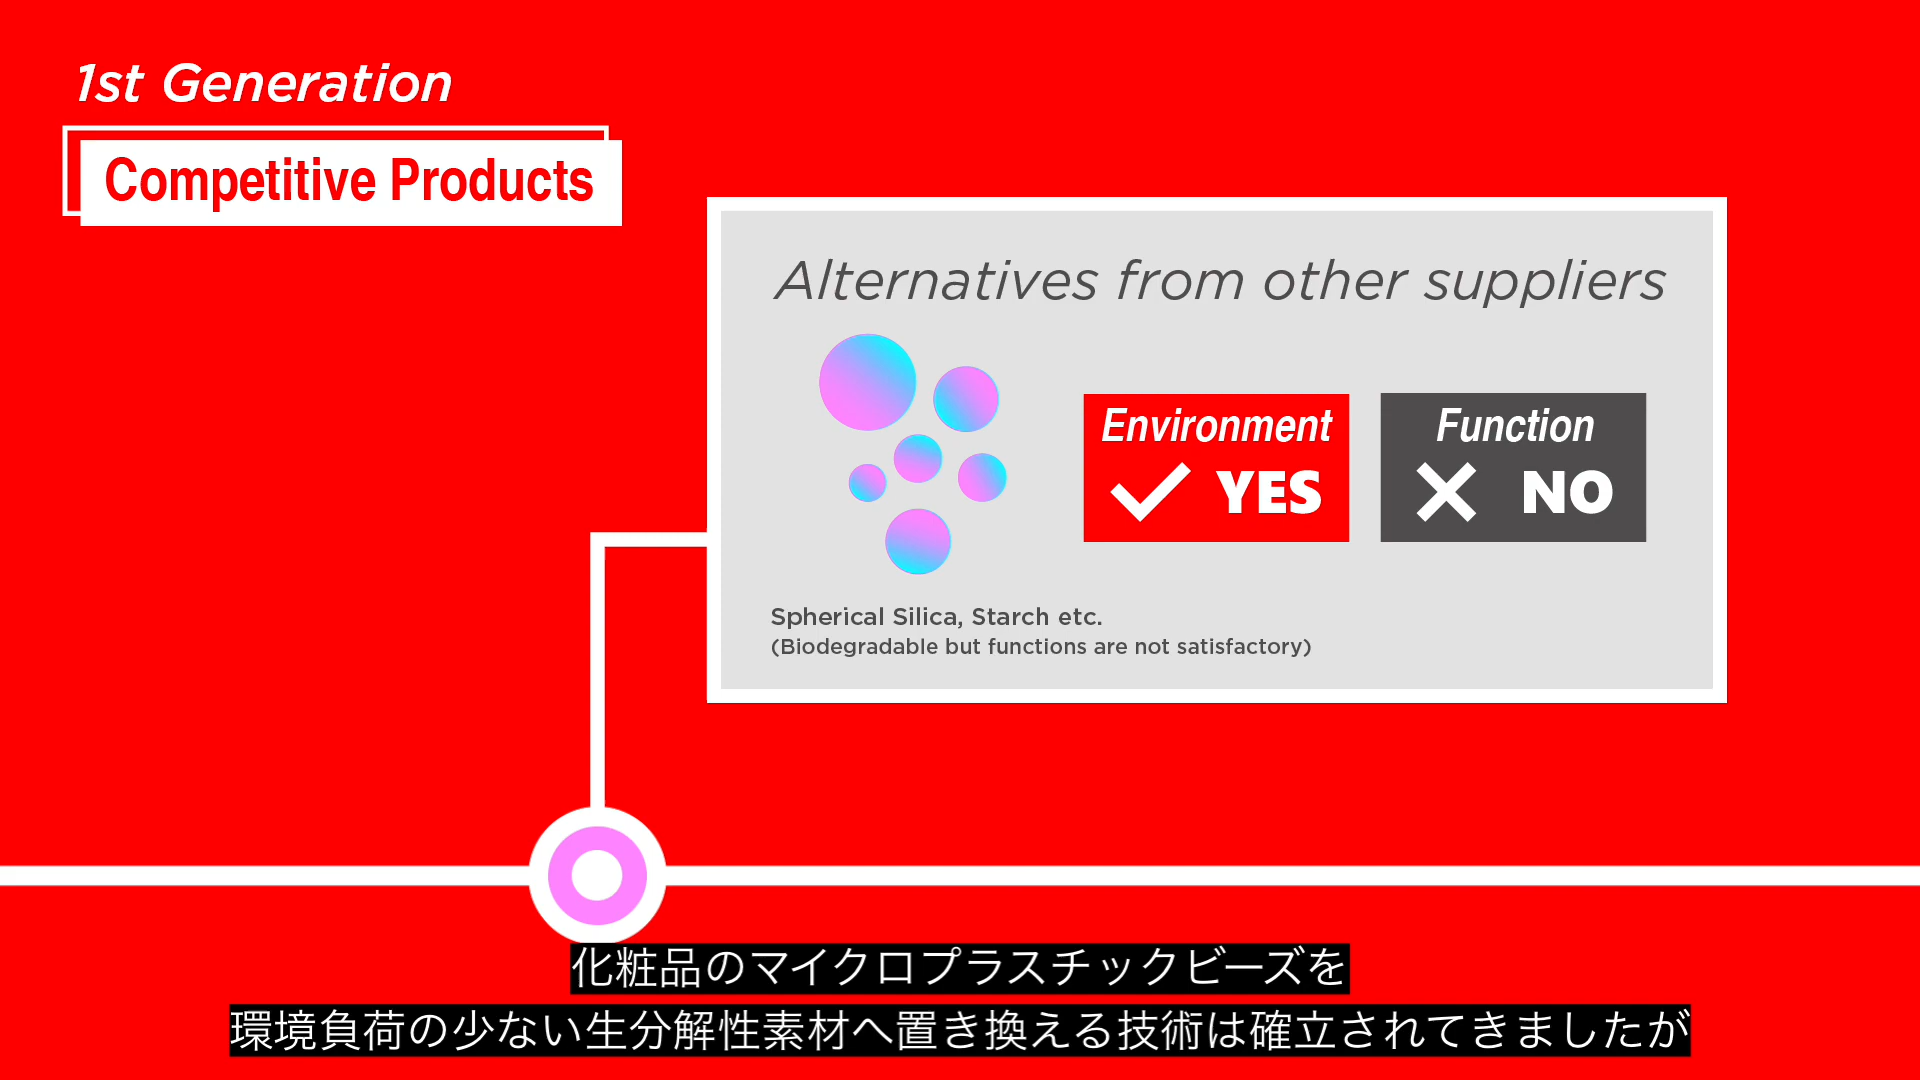 1st Generation
Competitive Products
Alternatives from other suppliers
Environment
YES
Function
NO
Spherical Silica, Starch etc.
(Biodegradable but functions are not satisfactory)
化粧品のマイクロプラスチックビーズを
環境負荷の少ない生分解性素材へ置き換える技術は確立されてきましたが